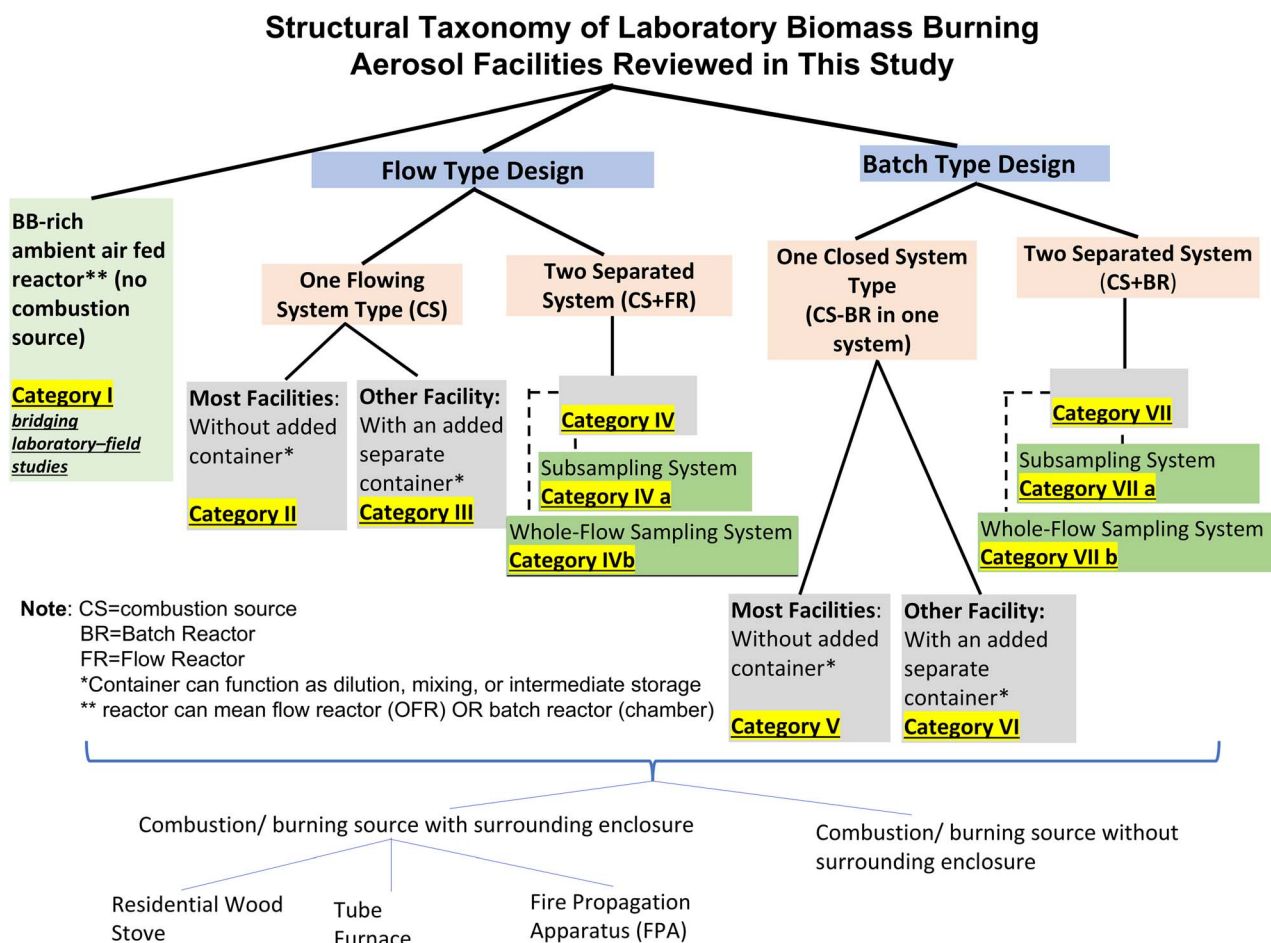 Structural Taxonomy of Laboratory Biomass Burning
Aerosol Facilities Reviewed in This Study
Flow Type Design
Batch Type Design
BB-rich
ambient air fed
reactor** (no
combustion
source)
Category I
bridging
laboratory–field
studies
One Flowing
System Type (CS)
Two Separated
System (CS+FR)
One Closed System
Type
(CS-BR in one
system)
Two Separated System
(CS+BR)
Most Facilities:
Without added
container*
Category II
Other Facility:
With an added
separate
container*
Category III
Category IV
Subsampling System
Category IV a
Whole-Flow Sampling System
Category IVb
Category VII
Subsampling System
Category VII a
Whole-Flow Sampling System
Category VII b
Most Facilities:
Without added
container*
Category V
Other Facility:
With an added
separate
container*
Category VI
Note: CS=combustion source
BR=Batch Reactor
FR=Flow Reactor
*Container can function as dilution, mixing, or intermediate storage
** reactor can mean flow reactor (OFR) OR batch reactor (chamber)
Combustion/ burning source with surrounding enclosure
Combustion/ burning source without
surrounding enclosure
Residential Wood
Stove
Tube
Furnace
Fire Propagation
Apparatus (FPA)